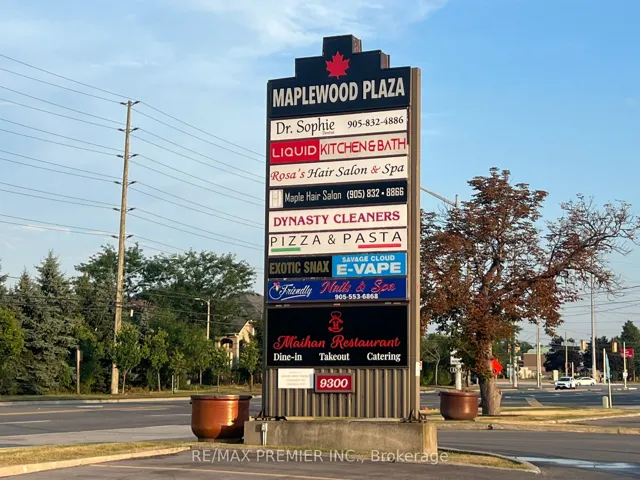 MAPLEWOOD PLAZA
Dr. Sophie 905-832-4886
LIQUID KITCHEN & BATH
Rosa's Hair Salon & Spa
Maple Hair Salon (905) 832 • 8866
DYNASTY CLEANERS
PIZZA & PASTA
EXOTIC SNAX
SAVAGE CLOUD
E-VAPE
Friendly Nails & Spa
905-553-6868
Maihan Restaurant
Dine-in Takeout Catering
9300
RE/MAX PREMIER INC., Brokerage